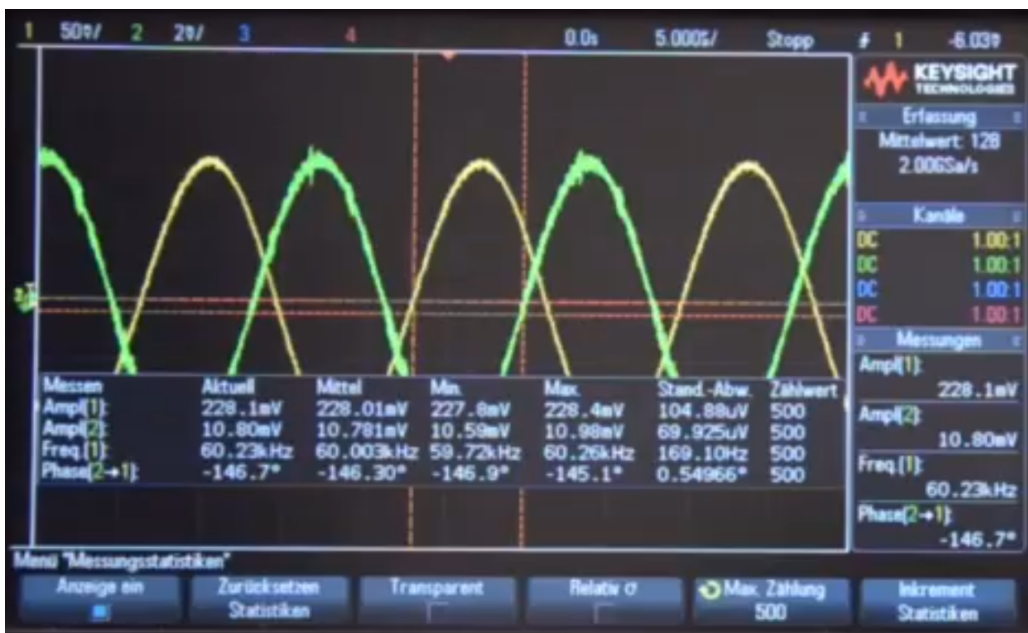 1 50♥/ 2 2♥/ 3 4 0.0s 5.000s/ Stopp 1 -6.03♥
KEYSIGHT
TECHNOLOGIES
Erfassung
Mittelwert: 128
2.00GSa/s
Kanäle
DC 1.00:1
DC 1.00:1
DC 1.00:1
DC 1.00:1
Messungen
Ampl(1):
228.1mV
Ampl(2):
10.80mV
Freq.(1):
60.23kHz
Phase(2→1):
-146.7°
Messen Aktuell Mittel Min. Max. Stand.-Abw. Zählwert
Ampl(1): 228.1mV 228.01mV 227.8mV 228.4mV 104.88uV 500
Ampl(2): 10.80mV 10.781mV 10.59mV 10.98mV 69.925uV 500
Freq.(1): 60.23kHz 60.003kHz 59.72kHz 60.26kHz 169.10Hz 500
Phase(2→1): -146.7° -146.30° -146.9° -145.1° 0.54966° 500
Menü "Messungsstatistiken"
Anzeige ein
Zurücksetzen
Statistiken
Transparent
Relativ σ
Max. Zählung
500
Inkrement
Statistiken